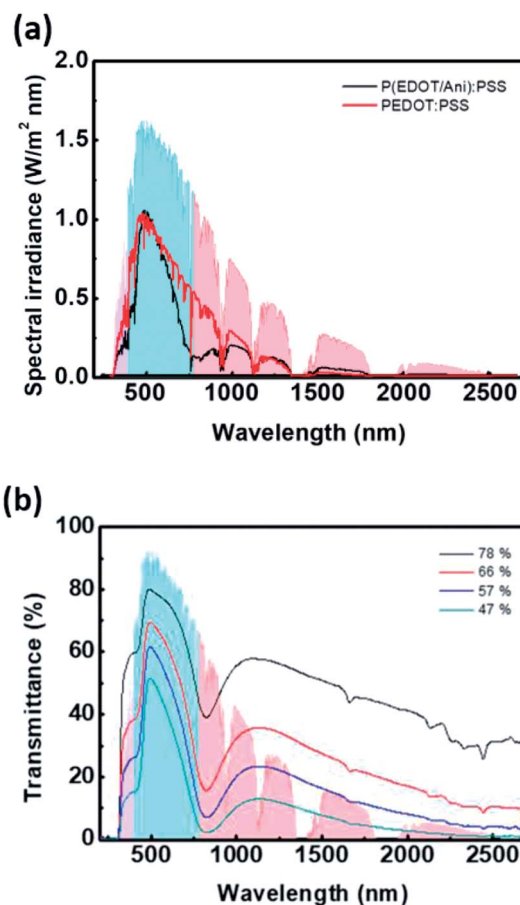 (a)
2.0
P(EDOT/Ani):PSS
PEDOT:PSS
1.5
1.0
0.5
0.0
Spectral irradiance (W/m² nm)
500 1000 1500 2000 2500
Wavelength (nm)
(b)
100
78 %
66 %
57 %
47 %
80
60
40
20
0
Transmittance (%)
500 1000 1500 2000 2500
Wavelength (nm)